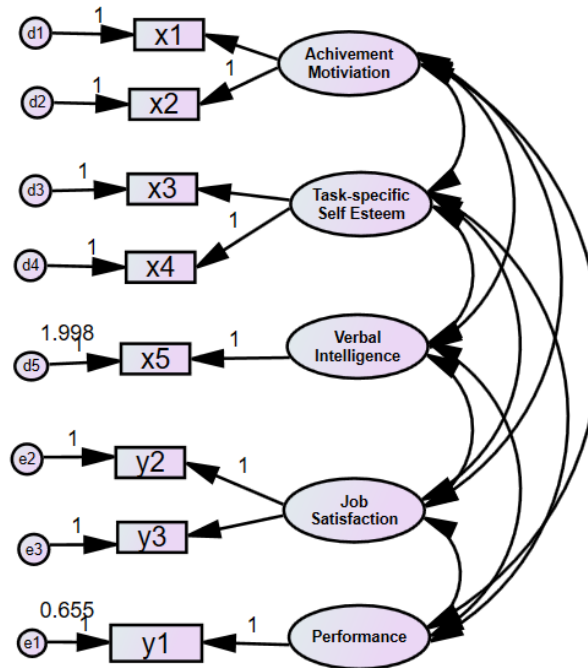 d1 1 x1
Achivement
Motiviation
1
d2 1 x2
d3 1 x3
Task-specific
Self Esteem
1
d4 1 x4
1.998
d5 1 x5 1
Verbal
Intelligence
e2 1 y2 1
Job
Satisfaction
e3 1 y3
0.655
e1 1 y1 1 Performance